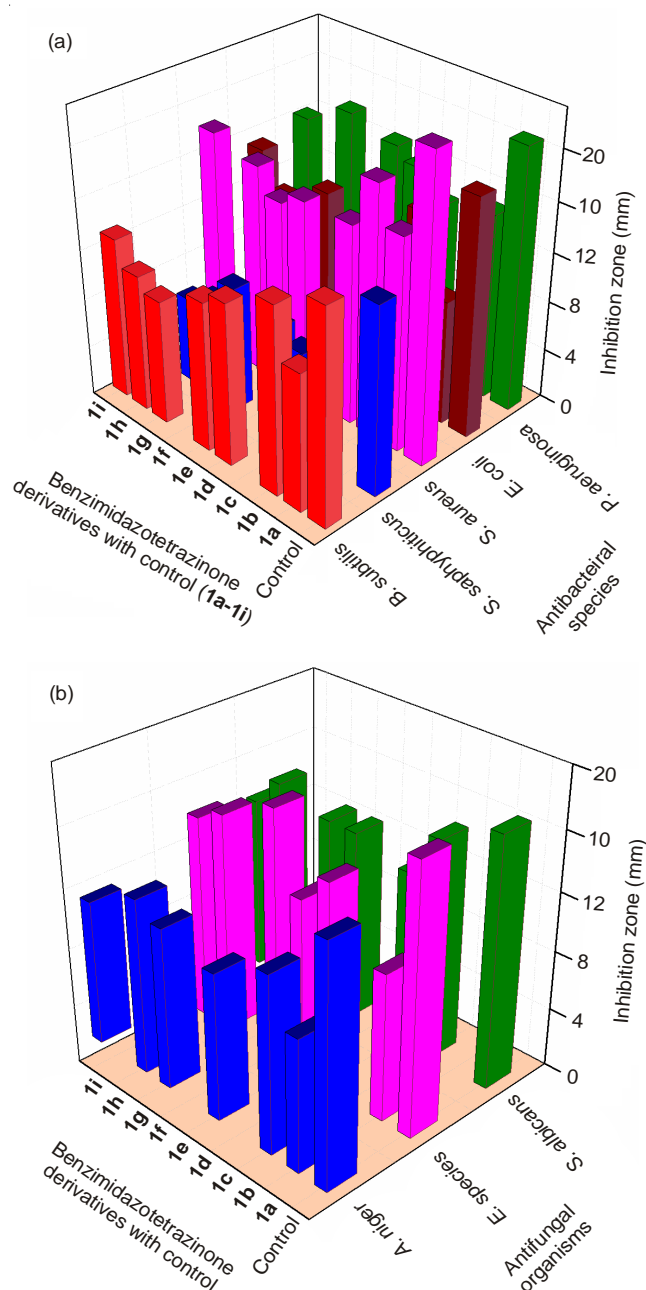 (a)
20
10
12
8
4
0
Inhibition zone (mm)
1i
1h
1g
1f
1e
1d
1c
1b
1a
Control
Benzimidazotetrazinone
derivatives with control (1a-1i)
B. subtilis
S. saphyphiticus
S. aureus
E. coli
P. aeruginosa
Antibacteiral
species
(b)
20
10
12
8
4
0
Inhibition zone (mm)
1i
1h
1g
1f
1e
1d
1c
1b
1a
Control
Benzimidazotetrazinone
derivatives with control
A. niger
E. species
S. albicans
Antifungal
organisms